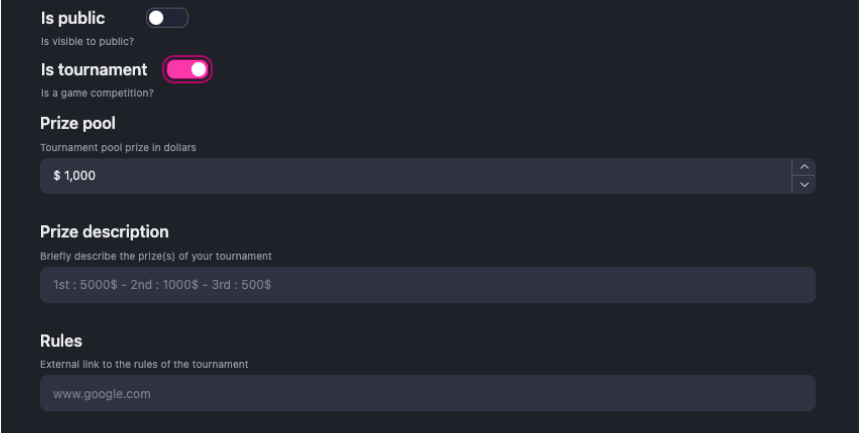 Is public
Is visible to public?
Is tournament
Is a game competition?
Prize pool
Tournament pool prize in dollars
$ 1,000
Prize description
Briefly describe the prize(s) of your tournament
1st : 5000$ - 2nd : 1000$ - 3rd : 500$
Rules
External link to the rules of the tournament
www.google.com